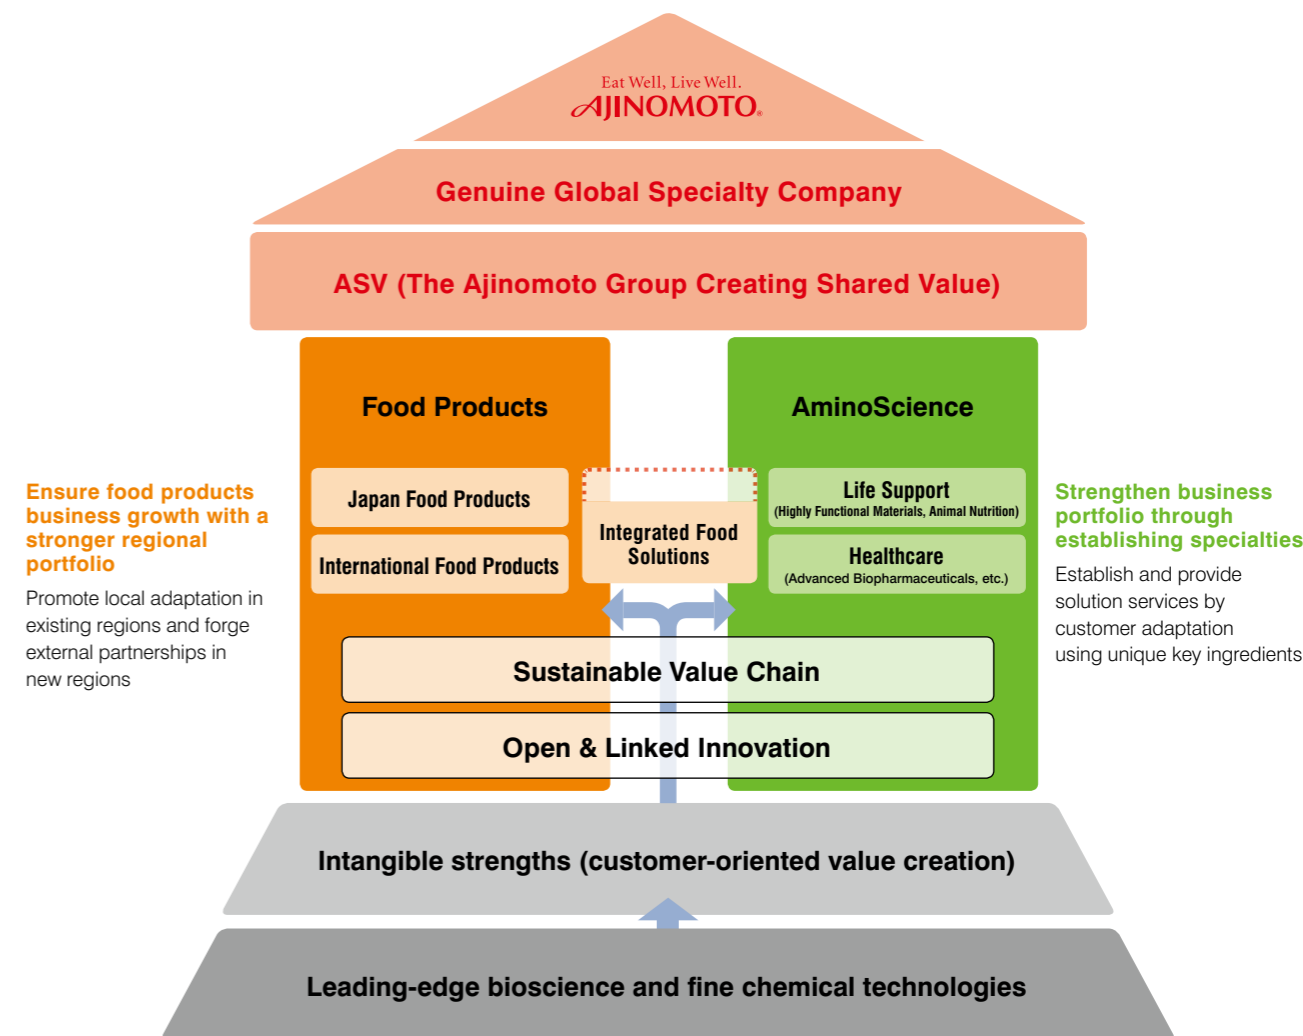 Eat Well, Live Well.
AJINOMOTO®
Genuine Global Specialty Company
ASV (The Ajinomoto Group Creating Shared Value)
Food Products
Japan Food Products
International Food Products
Integrated Food
Solutions
AminoScience
Life Support
(Highly Functional Materials, Animal Nutrition)
Healthcare
(Advanced Biopharmaceuticals, etc.)
Ensure food products
business growth with a
stronger regional
portfolio
Promote local adaptation in
existing regions and forge
external partnerships in
new regions
Strengthen business
portfolio through
establishing specialties
Establish and provide
solution services by
customer adaptation
using unique key ingredients
Sustainable Value Chain
Open & Linked Innovation
Intangible strengths (customer-oriented value creation)
Leading-edge bioscience and fine chemical technologies